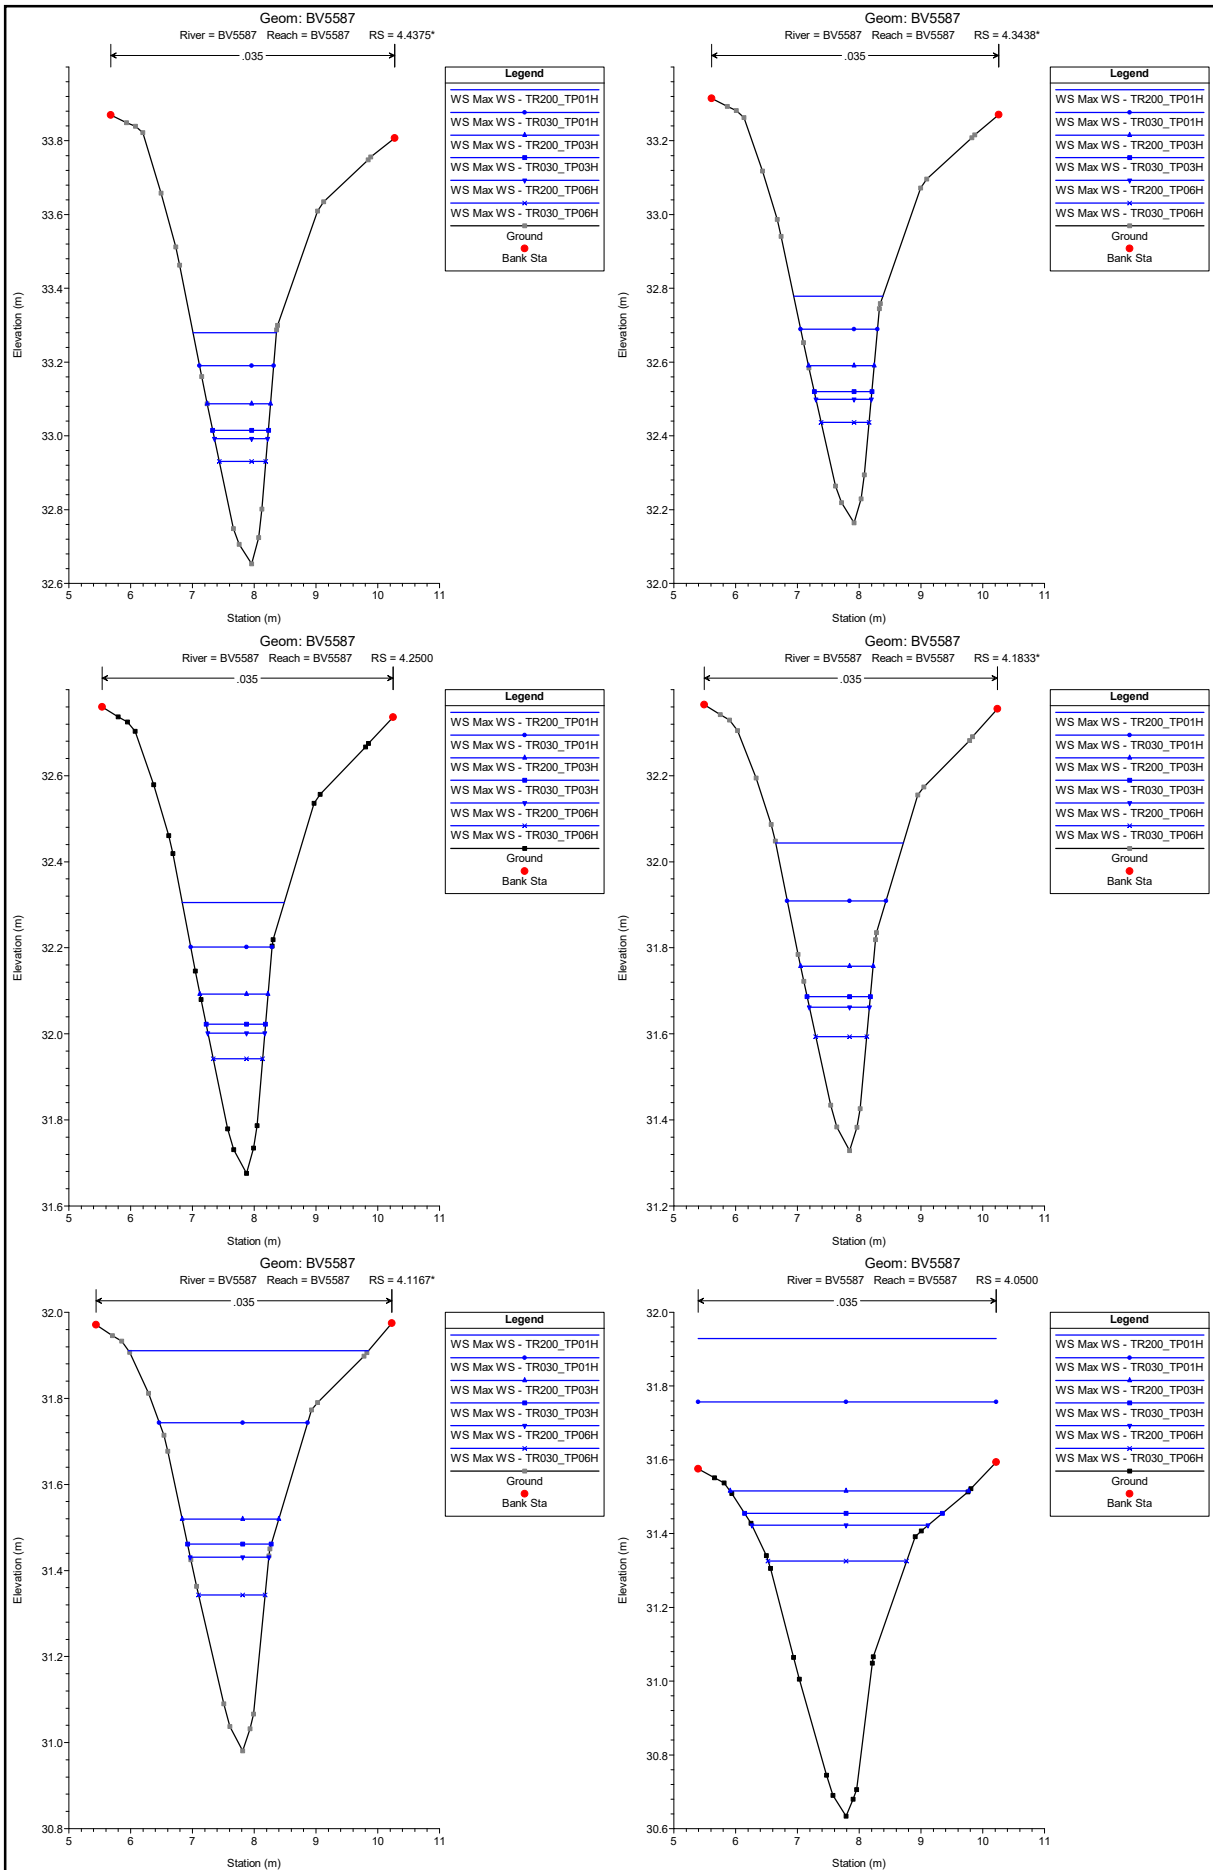 Geom: BV5587
River = BV5587 Reach = BV5587 RS = 4.4375*
.035
Legend
WS Max WS - TR200_TP01H
WS Max WS - TR030_TP01H
WS Max WS - TR200_TP03H
WS Max WS - TR030_TP03H
WS Max WS - TR200_TP06H
WS Max WS - TR030_TP06H
Ground
Bank Sta
33.8
33.6
33.4
33.2
33.0
32.8
32.6
Elevation (m)
5 6 7 8 9 10 11
Station (m)
Geom: BV5587
River = BV5587 Reach = BV5587 RS = 4.3438*
.035
Legend
WS Max WS - TR200_TP01H
WS Max WS - TR030_TP01H
WS Max WS - TR200_TP03H
WS Max WS - TR030_TP03H
WS Max WS - TR200_TP06H
WS Max WS - TR030_TP06H
Ground
Bank Sta
33.2
33.0
32.8
32.6
32.4
32.2
32.0
Elevation (m)
5 6 7 8 9 10 11
Station (m)
Geom: BV5587
River = BV5587 Reach = BV5587 RS = 4.2500
.035
Legend
WS Max WS - TR200_TP01H
WS Max WS - TR030_TP01H
WS Max WS - TR200_TP03H
WS Max WS - TR030_TP03H
WS Max WS - TR200_TP06H
WS Max WS - TR030_TP06H
Ground
Bank Sta
32.6
32.4
32.2
32.0
31.8
31.6
Elevation (m)
5 6 7 8 9 10 11
Station (m)
Geom: BV5587
River = BV5587 Reach = BV5587 RS = 4.1833*
.035
Legend
WS Max WS - TR200_TP01H
WS Max WS - TR030_TP01H
WS Max WS - TR200_TP03H
WS Max WS - TR030_TP03H
WS Max WS - TR200_TP06H
WS Max WS - TR030_TP06H
Ground
Bank Sta
32.2
32.0
31.8
31.6
31.4
31.2
Elevation (m)
5 6 7 8 9 10 11
Station (m)
Geom: BV5587
River = BV5587 Reach = BV5587 RS = 4.1167*
.035
Legend
WS Max WS - TR200_TP01H
WS Max WS - TR030_TP01H
WS Max WS - TR200_TP03H
WS Max WS - TR030_TP03H
WS Max WS - TR200_TP06H
WS Max WS - TR030_TP06H
Ground
Bank Sta
32.0
31.8
31.6
31.4
31.2
31.0
30.8
Elevation (m)
5 6 7 8 9 10 11
Station (m)
Geom: BV5587
River = BV5587 Reach = BV5587 RS = 4.0500
.035
Legend
WS Max WS - TR200_TP01H
WS Max WS - TR030_TP01H
WS Max WS - TR200_TP03H
WS Max WS - TR030_TP03H
WS Max WS - TR200_TP06H
WS Max WS - TR030_TP06H
Ground
Bank Sta
32.0
31.8
31.6
31.4
31.2
31.0
30.8
30.6
Elevation (m)
5 6 7 8 9 10 11
Station (m)